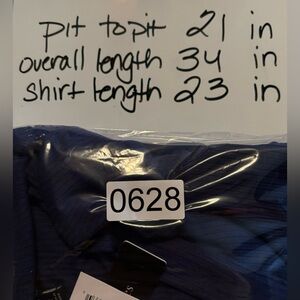 pit to pit 21 in
overall length 34 in
shirt length 23 in
0628
S